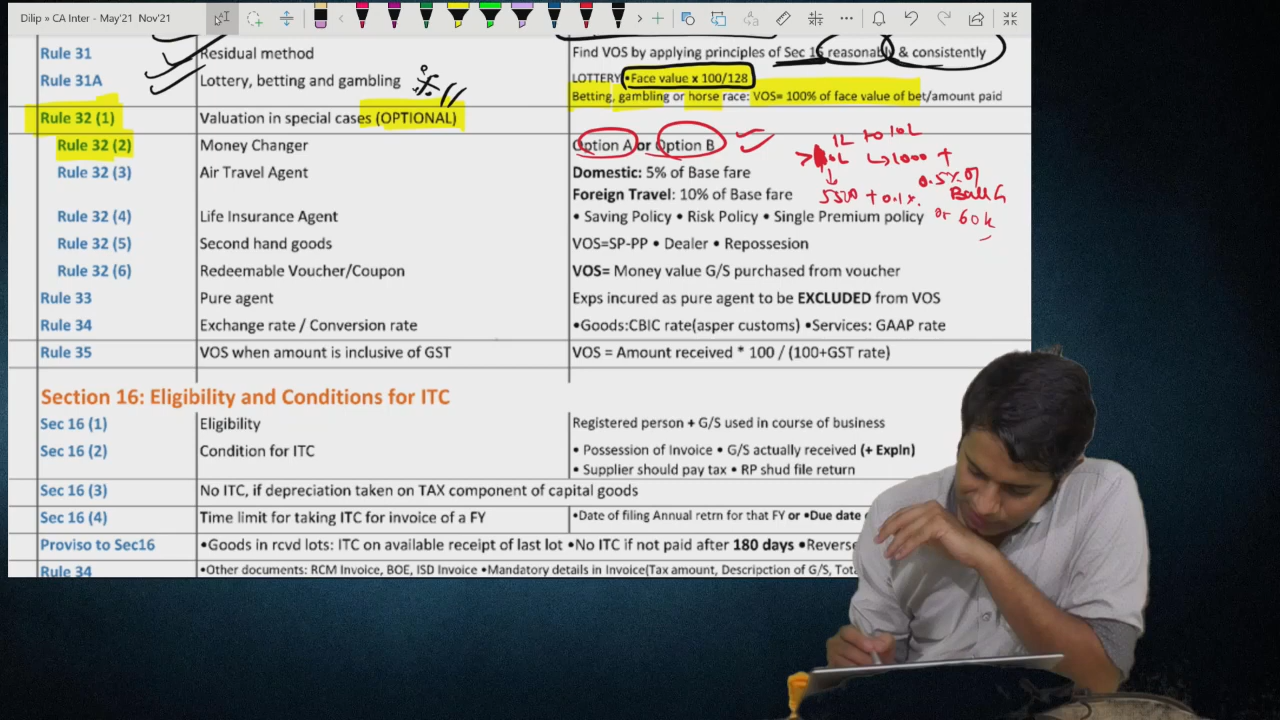 Dilip » CA Inter - May'21 Nov'21
Rule 31 Residual method Find VOS by applying principles of Sec 15 reasonably & consistently
Rule 31A Lottery, betting and gambling LOTTERY •Face value x 100/128
Betting, gambling or horse race: VOS= 100% of face value of bet/amount paid
Rule 32 (1) Valuation in special cases (OPTIONAL)
Rule 32 (2) Money Changer Option A or Option B
1L to 10L
> 10L ↳ 1000 +
0.5% of
Rule 32 (3) Air Travel Agent Domestic: 5% of Base fare
Foreign Travel: 10% of Base fare
5500 + 0.1%
or 60k
Rule 32 (4) Life Insurance Agent • Saving Policy • Risk Policy • Single Premium policy
Rule 32 (5) Second hand goods VOS=SP-PP • Dealer • Repossesion
Rule 32 (6) Redeemable Voucher/Coupon VOS= Money value G/S purchased from voucher
Rule 33 Pure agent Exps incured as pure agent to be EXCLUDED from VOS
Rule 34 Exchange rate / Conversion rate •Goods:CBIC rate(asper customs) •Services: GAAP rate
Rule 35 VOS when amount is inclusive of GST VOS = Amount received * 100 / (100+GST rate)
Section 16: Eligibility and Conditions for ITC
Sec 16 (1) Eligibility Registered person + G/S used in course of business
Sec 16 (2) Condition for ITC • Possession of Invoice • G/S actually received (+ Expln)
• Supplier should pay tax • RP shud file return
Sec 16 (3) No ITC, if depreciation taken on TAX component of capital goods
Sec 16 (4) Time limit for taking ITC for invoice of a FY •Date of filing Annual retrn for that FY or •Due date
Proviso to Sec16 •Goods in rcvd lots: ITC on available receipt of last lot •No ITC if not paid after 180 days •Reverse
Rule 34 •Other documents: RCM Invoice, BOE, ISD Invoice •Mandatory details in Invoice(Tax amount, Descripction of G/S, Tot